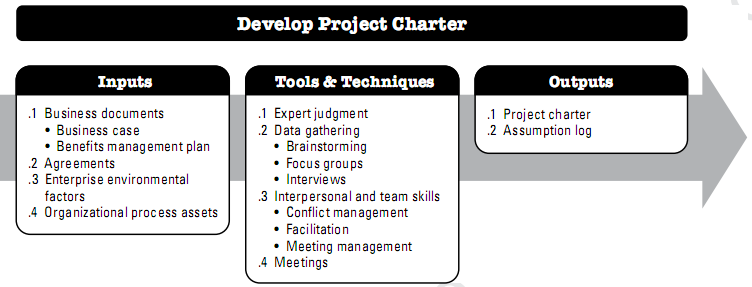 Develop Project Charter
Inputs
.1 Business documents
• Business case
• Benefits management plan
.2 Agreements
.3 Enterprise environmental
factors
.4 Organizational process assets
Tools & Techniques
.1 Expert judgment
.2 Data gathering
• Brainstorming
• Focus groups
• Interviews
.3 Interpersonal and team skills
• Conflict management
• Facilitation
• Meeting management
.4 Meetings
Outputs
.1 Project charter
.2 Assumption log